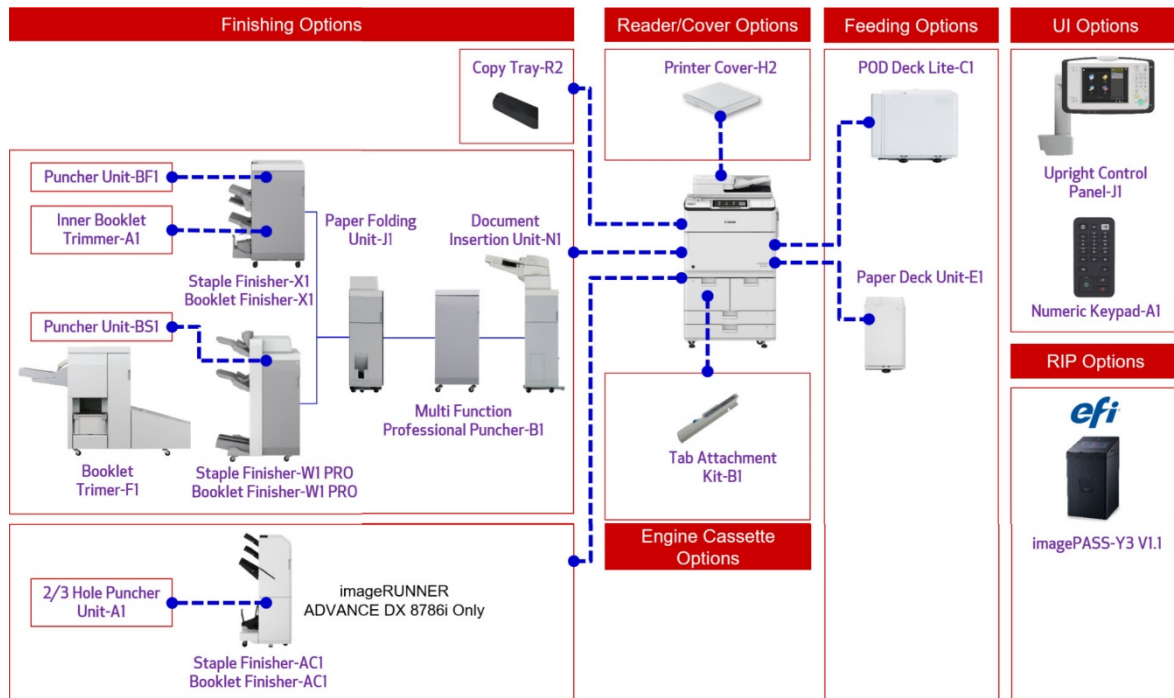 Finishing Options
Copy Tray-R2
Puncher Unit-BF1
Inner Booklet
Trimmer-A1
Staple Finisher-X1
Booklet Finisher-X1
Paper Folding
Unit-J1
Document
Insertion Unit-N1
Puncher Unit-BS1
Multi Function
Professional Puncher-B1
Booklet
Trimer-F1
Staple Finisher-W1 PRO
Booklet Finisher-W1 PRO
2/3 Hole Puncher
Unit-A1
imageRUNNER
ADVANCE DX 8786i Only
Staple Finisher-AC1
Booklet Finisher-AC1
Reader/Cover Options
Printer Cover-H2
Canon
Tab Attachment
Kit-B1
Engine Cassette
Options
Feeding Options
POD Deck Lite-C1
Paper Deck Unit-E1
UI Options
Upright Control
Panel-J1
Numeric Keypad-A1
RIP Options
efi
imagePASS-Y3 V1.1